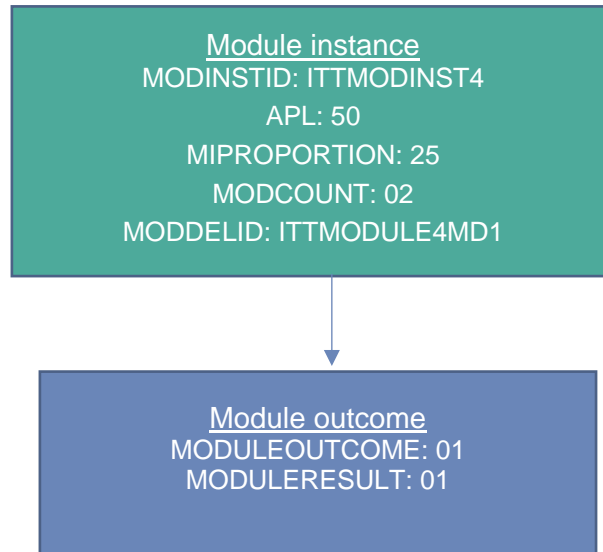 Module instance
MODINSTID: ITTMODINST4
APL: 50
MIPROPORTION: 25
MODCOUNT: 02
MODDELID: ITTMODULE4MD1
Module outcome
MODULEOUTCOME: 01
MODULERESULT: 01